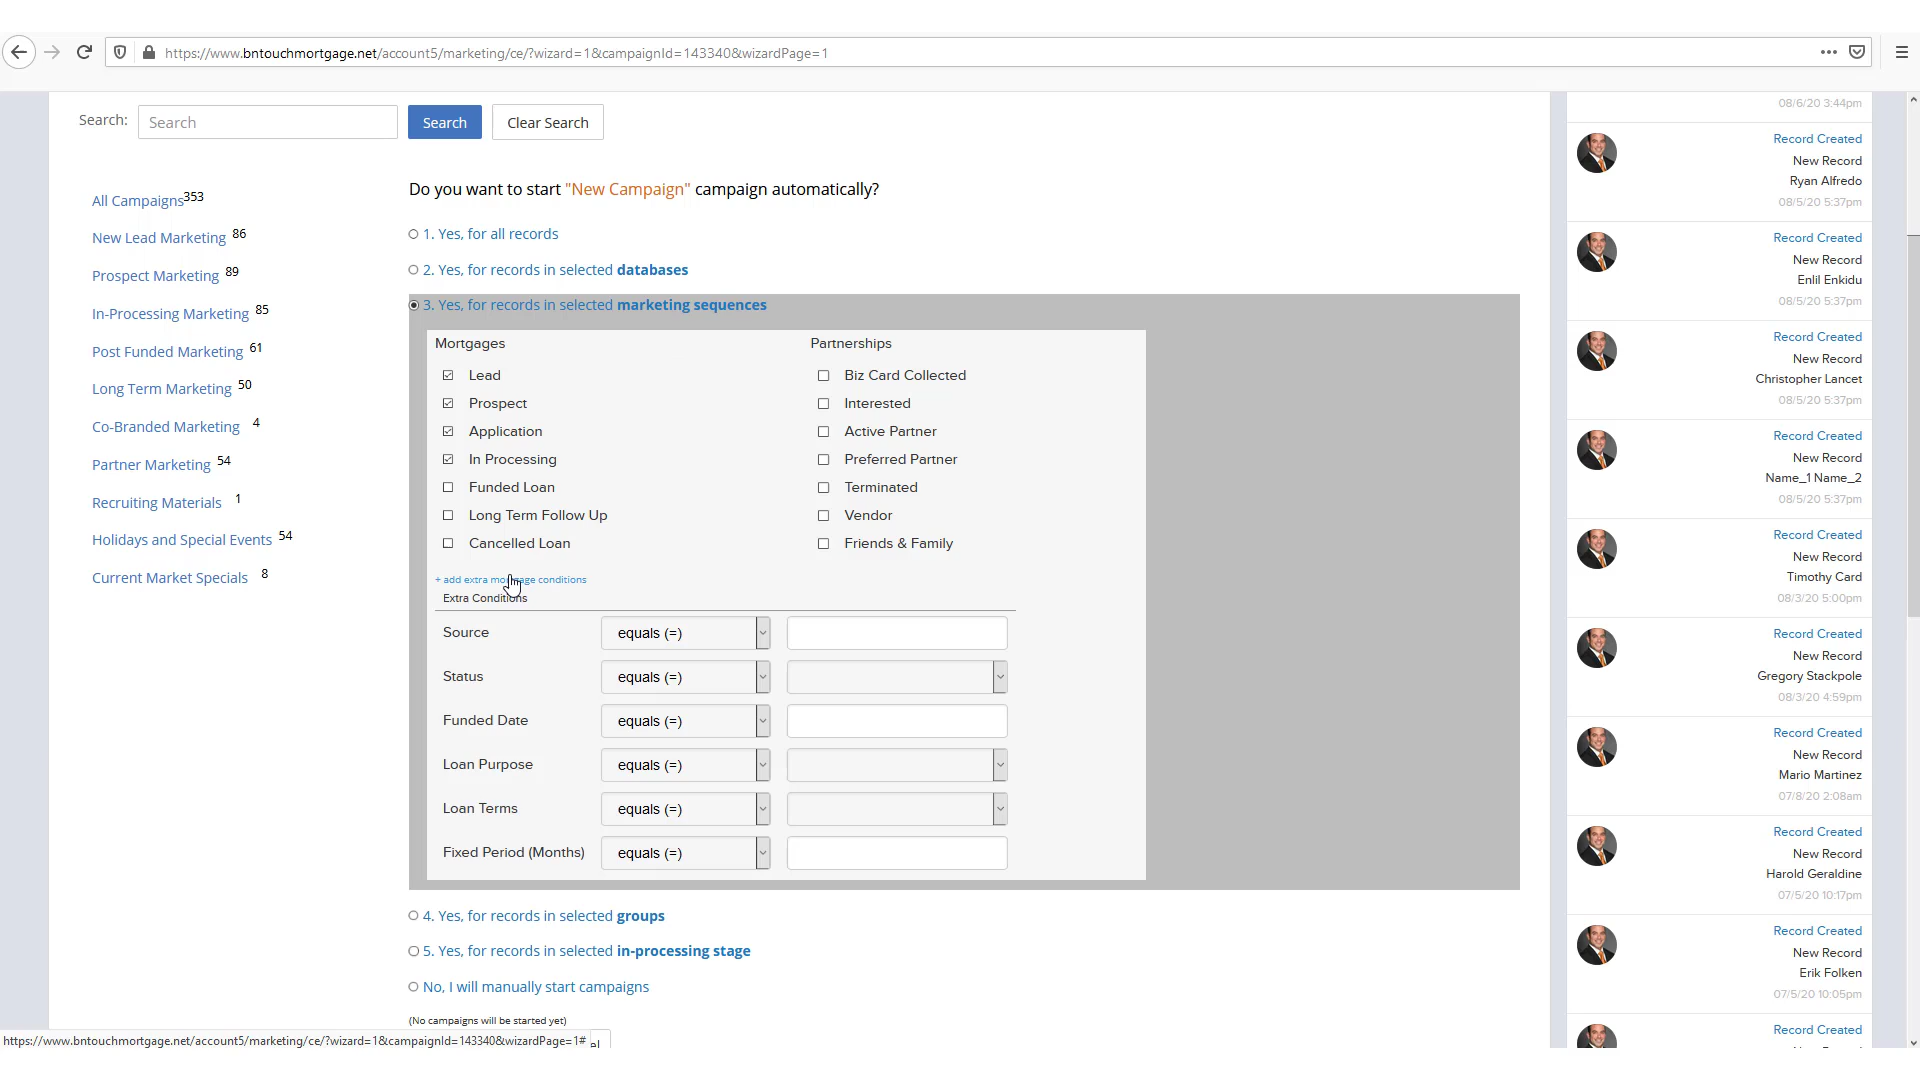 https://www.bntouchmortgage.net/account5/marketing/ce/?wizard=1&campaignId=143340&wizardPage=1
Search:
Search
Search
Clear Search
All Campaigns353
New Lead Marketing 86
Prospect Marketing 89
In-Processing Marketing 85
Post Funded Marketing 61
Long Term Marketing 50
Co-Branded Marketing 4
Partner Marketing 54
Recruiting Materials 1
Holidays and Special Events 54
Current Market Specials 8
Do you want to start "New Campaign" campaign automatically?
1. Yes, for all records
2. Yes, for records in selected databases
3. Yes, for records in selected marketing sequences
Mortgages
Lead
Prospect
Application
In Processing
Funded Loan
Long Term Follow Up
Cancelled Loan
Partnerships
Biz Card Collected
Interested
Active Partner
Preferred Partner
Terminated
Vendor
Friends & Family
+ add extra mortgage conditions
Extra Conditions
Source equals (=)
Status equals (=)
Funded Date equals (=)
Loan Purpose equals (=)
Loan Terms equals (=)
Fixed Period (Months) equals (=)
4. Yes, for records in selected groups
5. Yes, for records in selected in-processing stage
No, I will manually start campaigns
(No campaigns will be started yet)
https://www.bntouchmortgage.net/account5/marketing/ce/?wizard=1&campaignId=143340&wizardPage=1#
08/6/20 3:44pm
Record Created
New Record
Ryan Alfredo
08/5/20 5:37pm
Record Created
New Record
Enlil Enkidu
08/5/20 5:37pm
Record Created
New Record
Christopher Lancet
08/5/20 5:37pm
Record Created
New Record
Name_1 Name_2
08/5/20 5:37pm
Record Created
New Record
Timothy Card
08/3/20 5:00pm
Record Created
New Record
Gregory Stackpole
08/3/20 4:59pm
Record Created
New Record
Mario Martinez
07/8/20 2:08am
Record Created
New Record
Harold Geraldine
07/5/20 10:17pm
Record Created
New Record
Erik Folken
07/5/20 10:05pm
Record Created